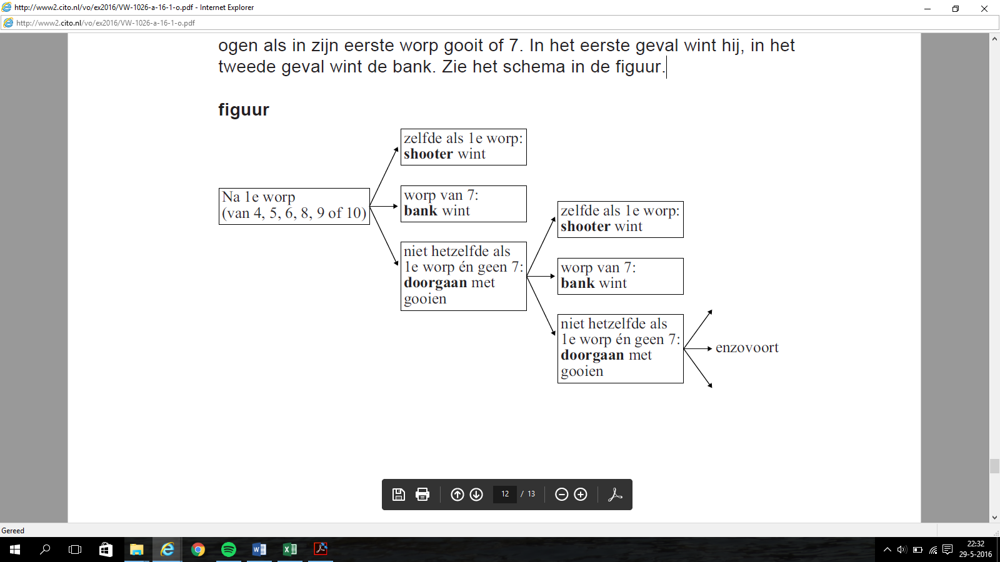 http://www2.cito.nl/vo/ex2016/VW-1026-a-16-1-o.pdf - Internet Explorer
http://www2.cito.nl/vo/ex2016/VW-1026-a-16-1-o.pdf
ogen als in zijn eerste worp gooit of 7. In het eerste geval wint hij, in het
tweede geval wint de bank. Zie het schema in de figuur.
figuur
Na 1e worp
(van 4, 5, 6, 8, 9 of 10)
zelfde als 1e worp:
shooter wint
worp van 7:
bank wint
niet hetzelfde als
1e worp én geen 7:
doorgaan met
gooien
zelfde als 1e worp:
shooter wint
worp van 7:
bank wint
niet hetzelfde als
1e worp én geen 7:
doorgaan met
gooien
enzovoort
12 / 13
Gereed
22:32
29-5-2016